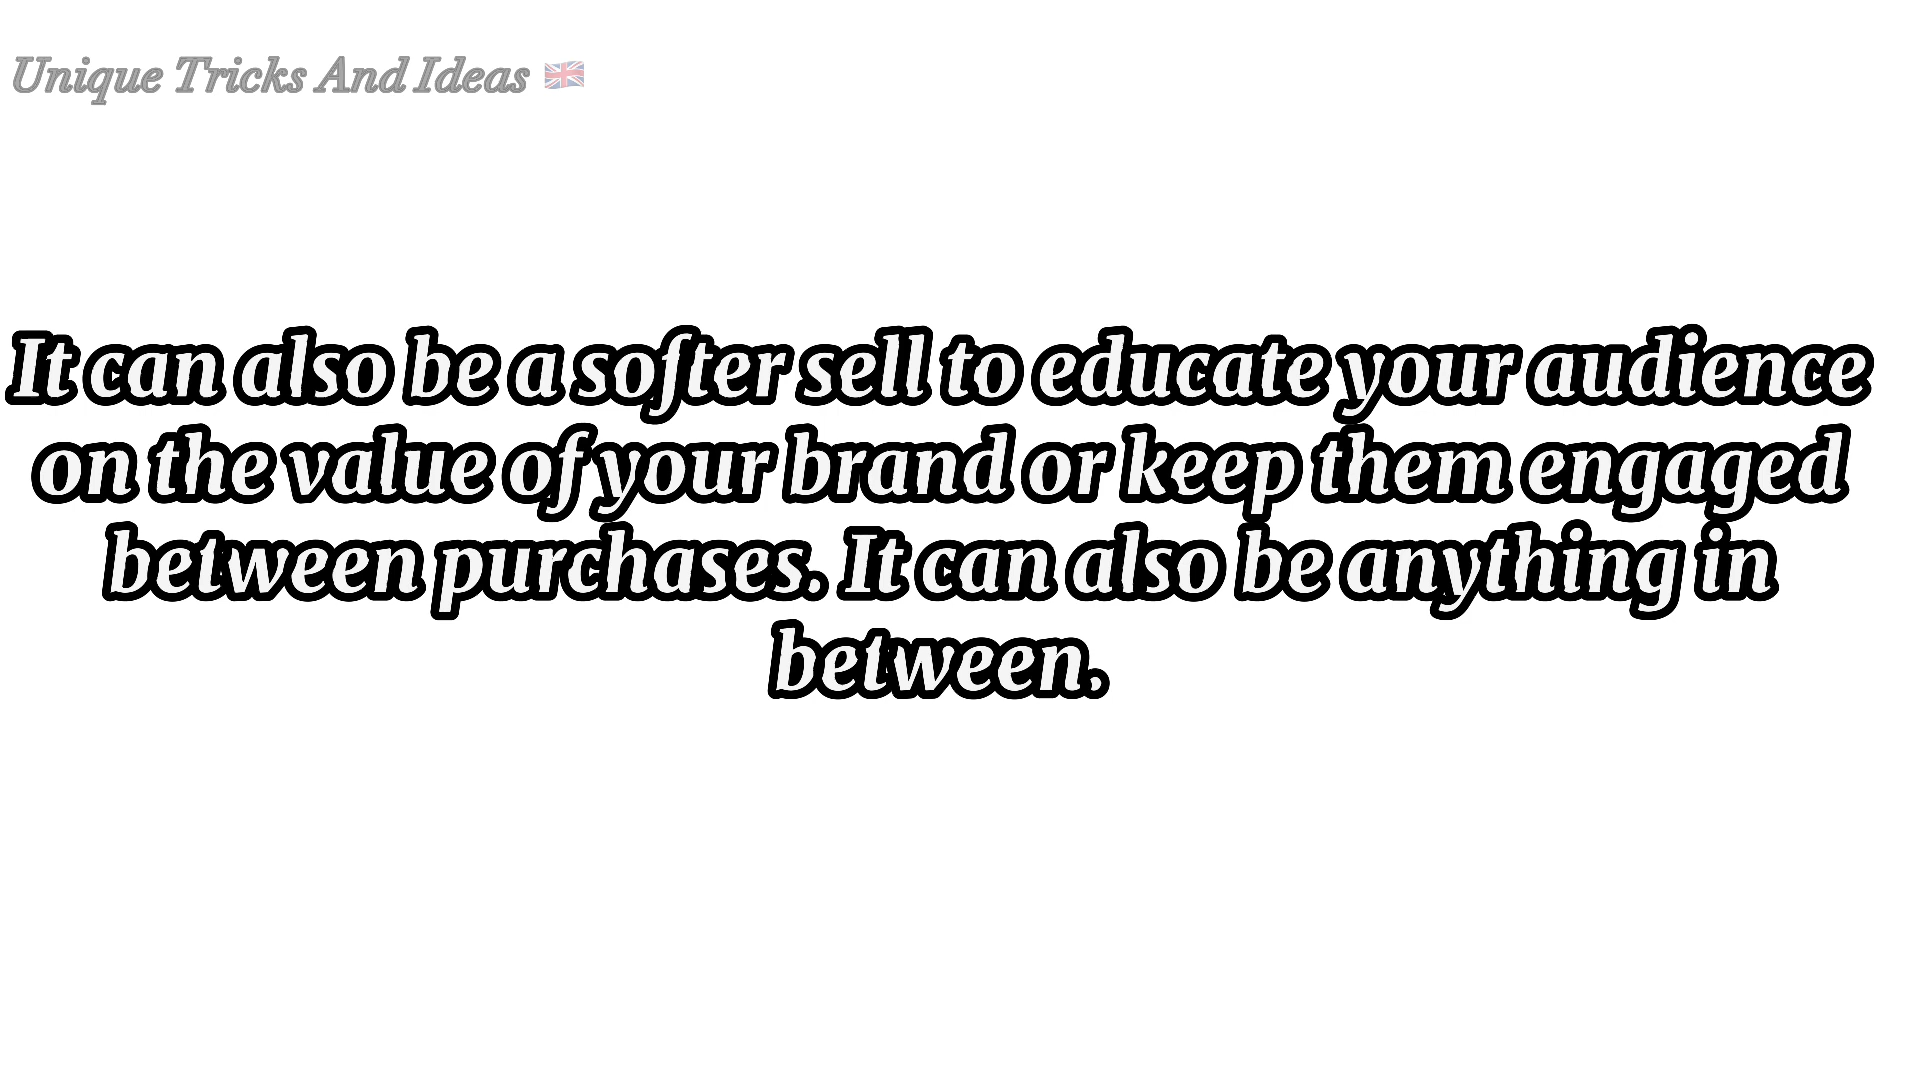 Unique Tricks And Ideas 🇬🇧
It can also be a softer sell to educate your audience
on the value of your brand or keep them engaged
between purchases. It can also be anything in
between.